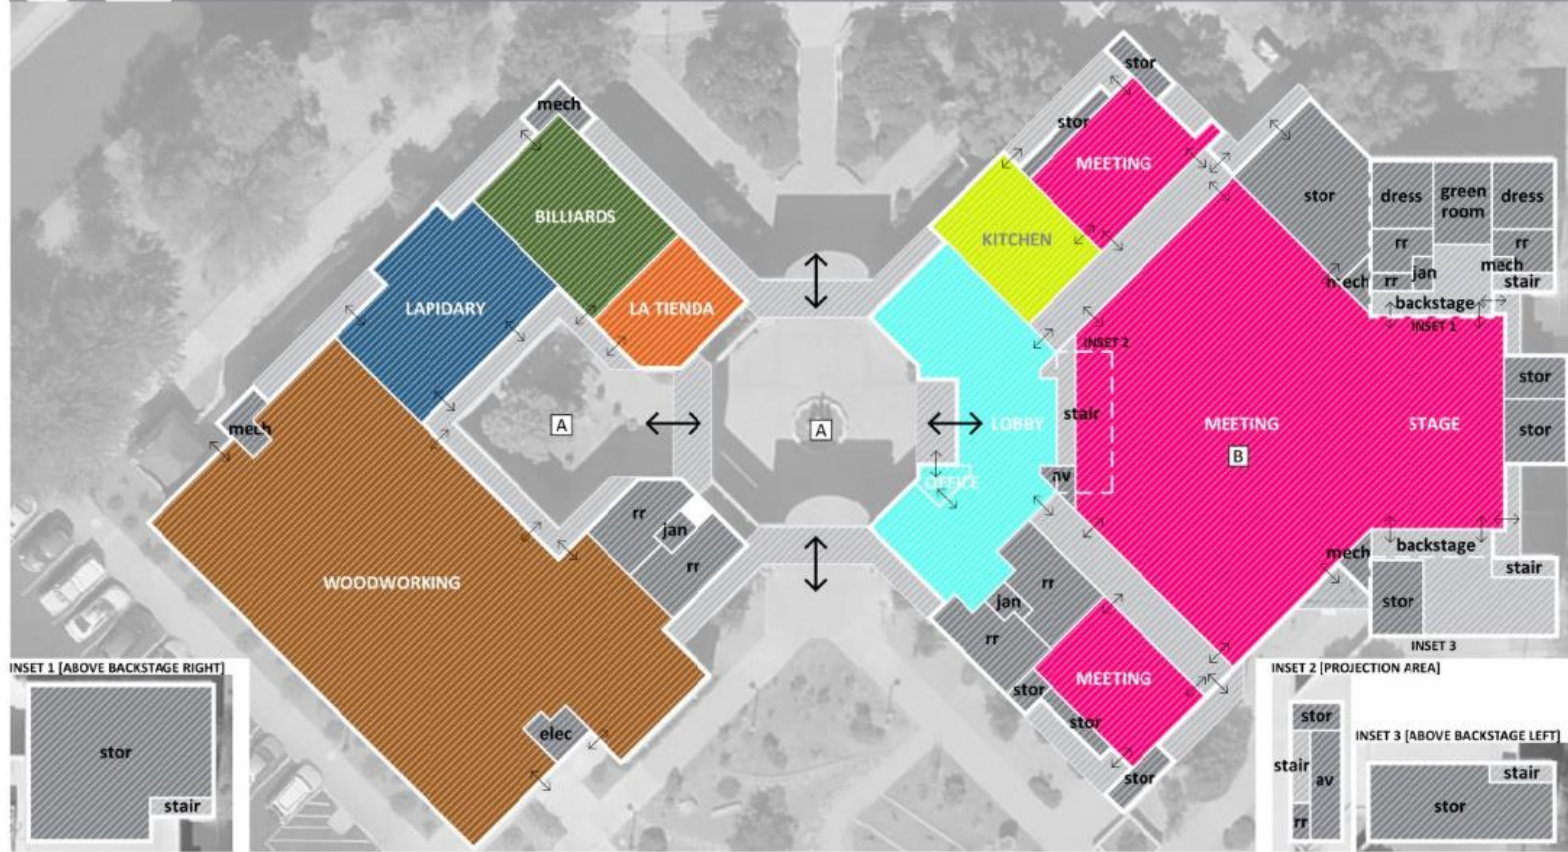 stor
mech
stor
MEETING
BILLIARDS
stor
dress
green
room
dress
KITCHEN
rr
rr
mech
jan
mech
rr
stair
LAPIDARY
LA TIENDA
backstage
INSET 1
INSET 2
stor
stair
A
A
LOBBY
MEETING
STAGE
mech
B
stor
OFFICE
av
rr
jan
rr
backstage
mech
stair
WOODWORKING
rr
jan
stor
rr
INSET 3
MEETING
stor
stor
elec
stor
INSET 1 [ABOVE BACKSTAGE RIGHT]
stor
stair
INSET 2 [PROJECTION AREA]
stor
stair
av
rr
INSET 3 [ABOVE BACKSTAGE LEFT]
stair
stor